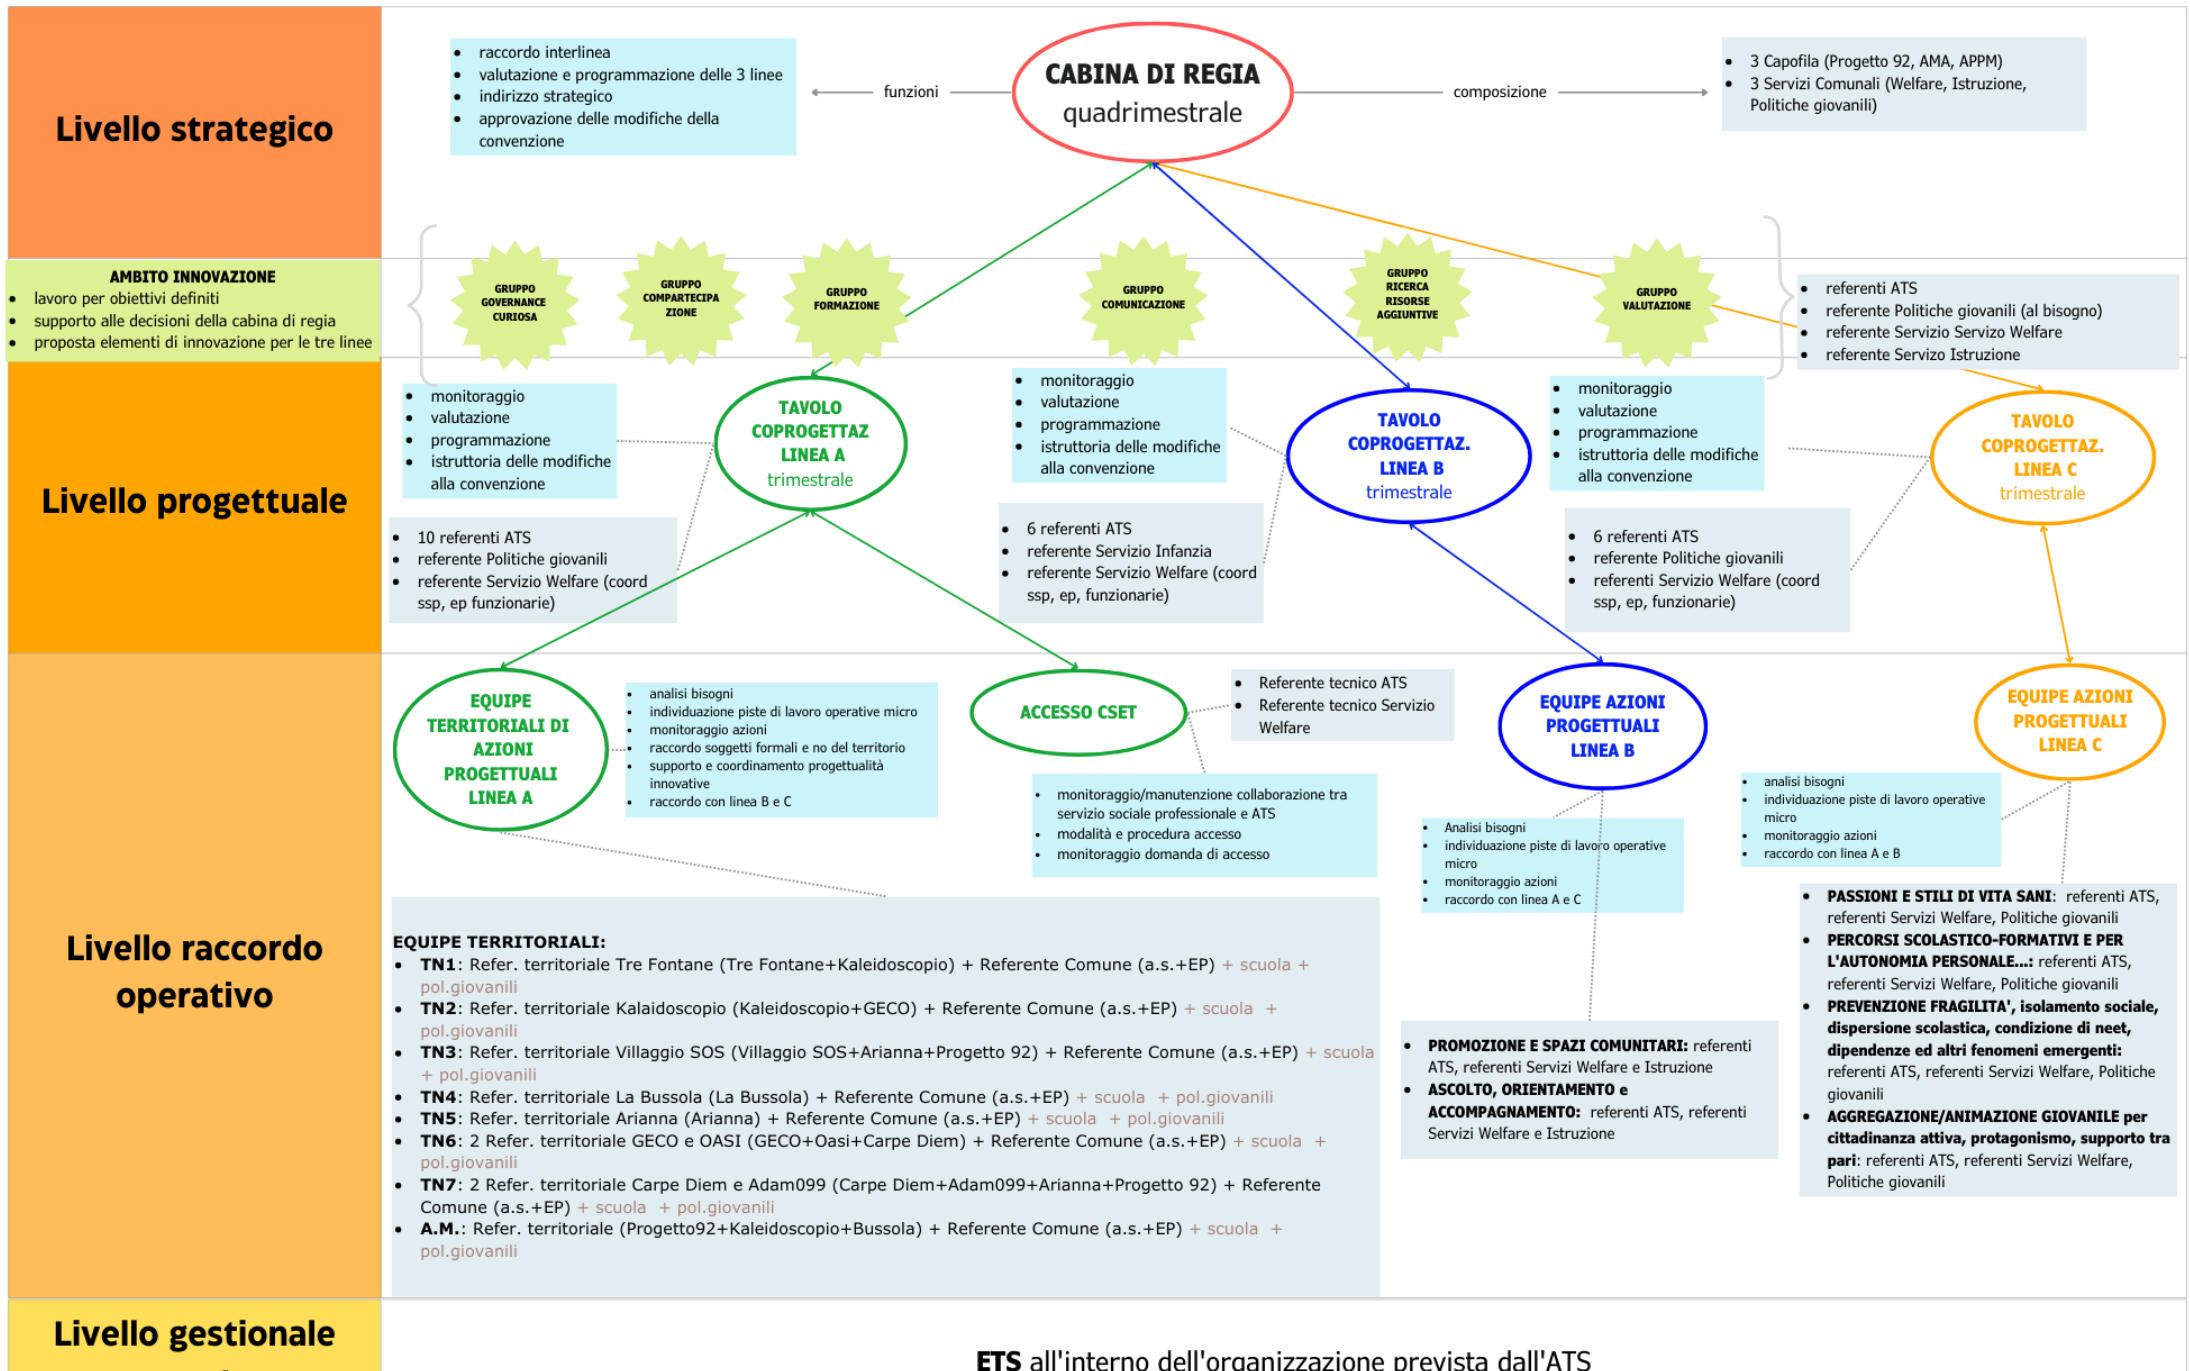 Livello strategico
raccordo interlinea
valutazione e programmazione delle 3 linee
indirizzo strategico
approvazione delle modifiche della
convenzione
funzioni
CABINA DI REGIA
quadrimestrale
composizione
3 Capofila (Progetto 92, AMA, APPM)
3 Servizi Comunali (Welfare, Istruzione,
Politiche giovanili)
AMBITO INNOVAZIONE
lavoro per obiettivi definiti
supporto alle decisioni della cabina di regia
proposta elementi di innovazione per le tre linee
GRUPPO
GOVERNANCE
CURIOSA
GRUPPO
COMPARTECIPA
ZIONE
GRUPPO
FORMAZIONE
GRUPPO
COMUNICAZIONE
GRUPPO
RICERCA
RISORSE
AGGIUNTIVE
GRUPPO
VALUTAZIONE
referenti ATS
referente Politiche giovanili (al bisogno)
referente Servizio Servizo Welfare
referente Servizo Istruzione
Livello progettuale
monitoraggio
valutazione
programmazione
istruttoria delle modifiche
alla convenzione
10 referenti ATS
referente Politiche giovanili
referente Servizio Welfare (coord
ssp, ep funzionarie)
TAVOLO
COPROGETTAZ
LINEA A
trimestrale
monitoraggio
valutazione
programmazione
istruttoria delle modifiche
alla convenzione
6 referenti ATS
referente Servizio Infanzia
referente Servizio Welfare (coord
ssp, ep, funzionarie)
TAVOLO
COPROGETTAZ.
LINEA B
trimestrale
monitoraggio
valutazione
programmazione
istruttoria delle modifiche
alla convenzione
6 referenti ATS
referente Politiche giovanili
referenti Servizio Welfare (coord
ssp, ep, funzionarie)
TAVOLO
COPROGETTAZ.
LINEA C
trimestrale
Livello raccordo
operativo
EQUIPE
TERRITORIALI DI
AZIONI
PROGETTUALI
LINEA A
analisi bisogni
individuazione piste di lavoro operative micro
monitoraggio azioni
raccordo soggetti formali e no del territorio
supporto e coordinamento progettualità
innovative
raccordo con linea B e C
ACCESSO CSET
Referente tecnico ATS
Referente tecnico Servizio
Welfare
monitoraggio/manutenzione collaborazione tra
servizio sociale professionale e ATS
modalità e procedura accesso
monitoraggio domanda di accesso
EQUIPE AZIONI
PROGETTUALI
LINEA B
Analisi bisogni
individuazione piste di lavoro operative
micro
monitoraggio azioni
raccordo con linea A e C
EQUIPE AZIONI
PROGETTUALI
LINEA C
analisi bisogni
individuazione piste di lavoro operative
micro
monitoraggio azioni
raccordo con linea A e B
EQUIPE TERRITORIALI:
TN1: Refer. territoriale Tre Fontane (Tre Fontane+Kaleidoscopio) + Referente Comune (a.s.+EP) + scuola +
pol.giovanili
TN2: Refer. territoriale Kalaidoscopio (Kaleidoscopio+GECO) + Referente Comune (a.s.+EP) + scuola +
pol.giovanili
TN3: Refer. territoriale Villaggio SOS (Villaggio SOS+Arianna+Progetto 92) + Referente Comune (a.s.+EP) + scuola
+ pol.giovanili
TN4: Refer. territoriale La Bussola (La Bussola) + Referente Comune (a.s.+EP) + scuola + pol.giovanili
TN5: Refer. territoriale Arianna (Arianna) + Referente Comune (a.s.+EP) + scuola + pol.giovanili
TN6: 2 Refer. territoriale GECO e OASI (GECO+Oasi+Carpe Diem) + Referente Comune (a.s.+EP) + scuola +
pol.giovanili
TN7: 2 Refer. territoriale Carpe Diem e Adam099 (Carpe Diem+Adam099+Arianna+Progetto 92) + Referente
Comune (a.s.+EP) + scuola + pol.giovanili
A.M.: Refer. territoriale (Progetto92+Kaleidoscopio+Bussola) + Referente Comune (a.s.+EP) + scuola +
pol.giovanili
PROMOZIONE E SPAZI COMUNITARI: referenti
ATS, referenti Servizi Welfare e Istruzione
ASCOLTO, ORIENTAMENTO e
ACCOMPAGNAMENTO: referenti ATS, referenti
Servizi Welfare e Istruzione
PASSIONI E STILI DI VITA SANI: referenti ATS,
referenti Servizi Welfare, Politiche giovanili
PERCORSI SCOLASTICO-FORMATIVI E PER
L'AUTONOMIA PERSONALE...: referenti ATS,
referenti Servizi Welfare, Politiche giovanili
PREVENZIONE FRAGILITA', isolamento sociale,
dispersione scolastica, condizione di neet,
dipendenze ed altri fenomeni emergenti:
referenti ATS, referenti Servizi Welfare, Politiche
giovanili
AGGREGAZIONE/ANIMAZIONE GIOVANILE per
cittadinanza attiva, protagonismo, supporto tra
pari: referenti ATS, referenti Servizi Welfare,
Politiche giovanili
Livello gestionale
ETS all'interno dell'organizzazione prevista dall'ATS